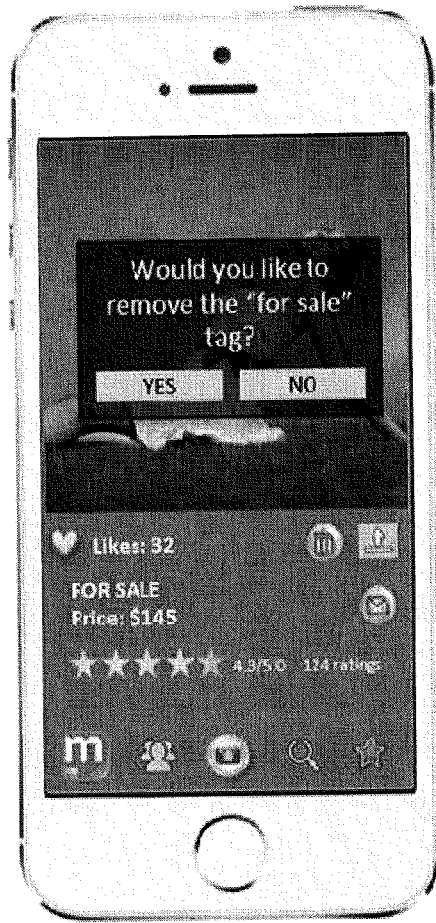 Would you like to
remove the "for sale"
tag?
YES NO
Likes: 32
m
FOR SALE
Price: $145
4.3/5.0 124 ratings
m